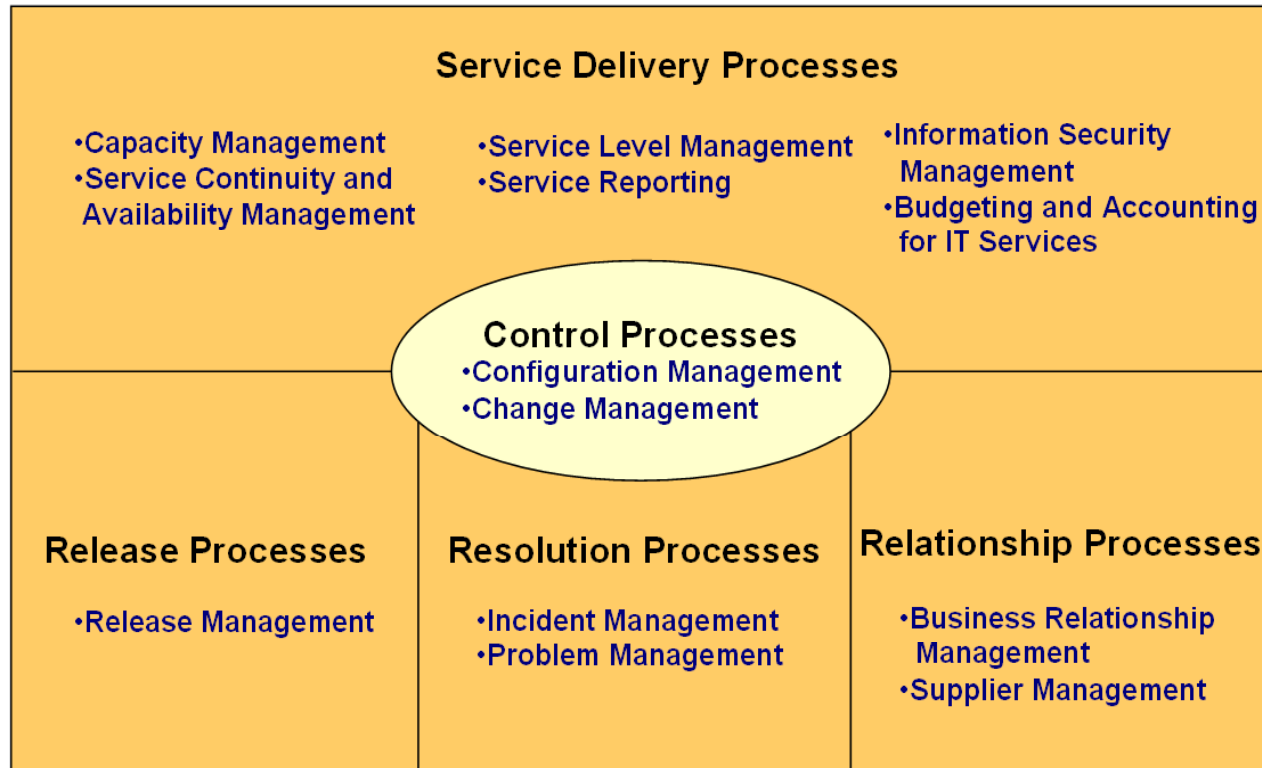 Service Delivery Processes
•Capacity Management
•Service Continuity and
Availability Management
•Service Level Management
•Service Reporting
•Information Security
Management
•Budgeting and Accounting
for IT Services
Control Processes
•Configuration Management
•Change Management
Release Processes
•Release Management
Resolution Processes
•Incident Management
•Problem Management
Relationship Processes
•Business Relationship
Management
•Supplier Management